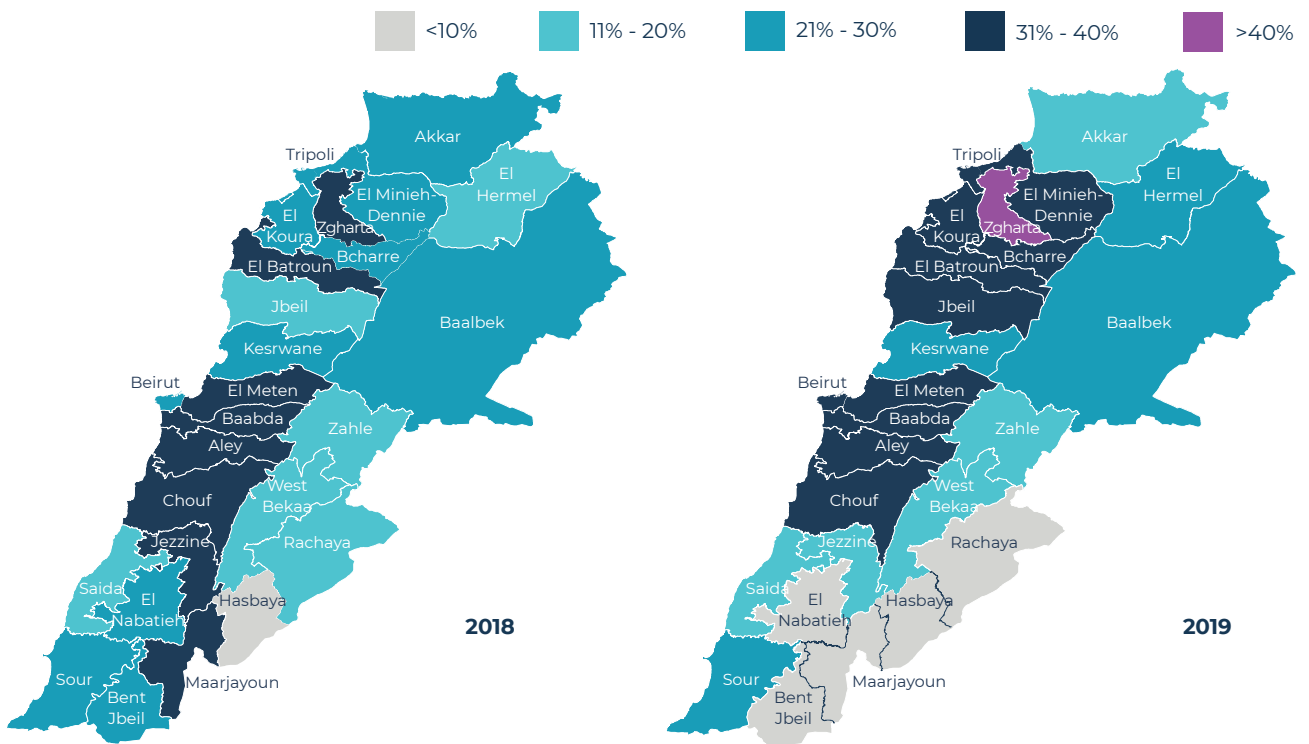 <10%
11% - 20%
21% - 30%
31% - 40%
>40%
Akkar
Tripoli
El
Hermel
El Minieh-
Dennie
El
Koura
Zgharta
Bcharre
El Batroun
Jbeil
Baalbek
Kesrwane
Beirut
El Meten
Baabda
Zahle
Aley
West
Bekaa
Chouf
Jezzine
Rachaya
Saida
El
Nabatieh
Hasbaya
2018
Sour
Maarjayoun
Bent
Jbeil
Akkar
Tripoli
El
Hermel
El Minieh-
Dennie
El
Koura
Zgharta
Bcharre
El Batroun
Jbeil
Baalbek
Kesrwane
Beirut
El Meten
Baabda
Zahle
Aley
West
Bekaa
Chouf
Jezzine
Rachaya
Saida
El
Nabatieh
Hasbaya
2019
Sour
Maarjayoun
Bent
Jbeil